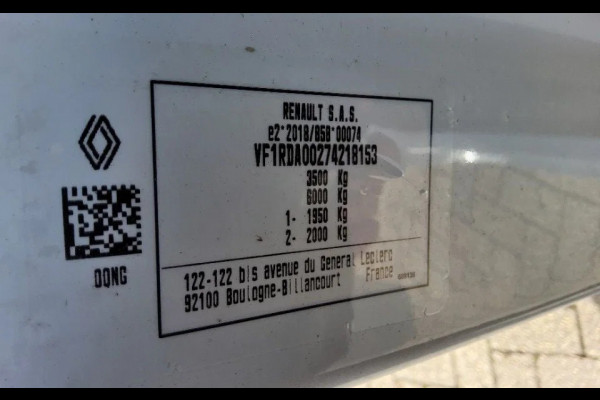 RENAULT S.A.S.
e2*2018/858*00074
VF1RDA00274218153
3500 Kg
6000 Kg
1- 1950 Kg
2- 2000 Kg
122-122 bis avenue du General Leclerc
92100 Boulogne-Billancourt France
DQNG